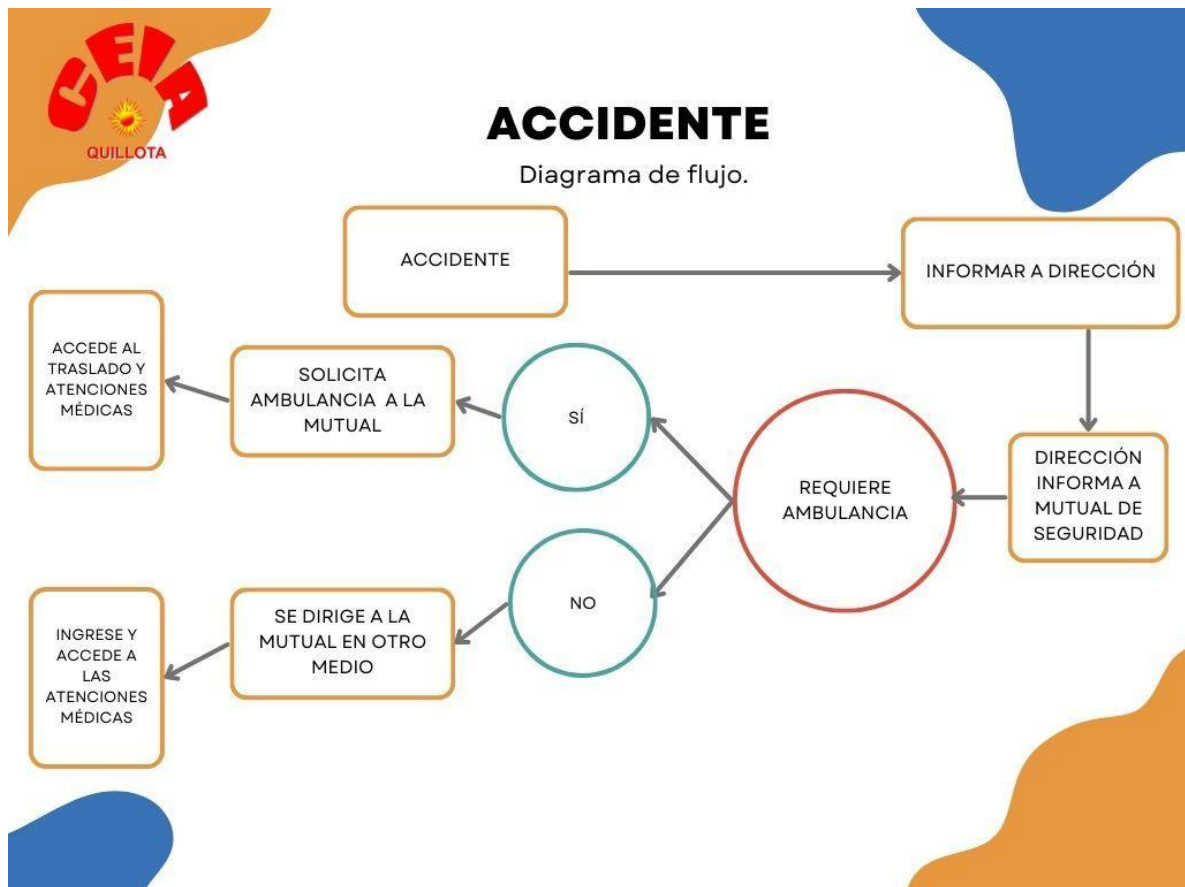 CEIA
QUILLOTA
ACCIDENTE
Diagrama de flujo.
ACCIDENTE
INFORMAR A DIRECCIÓN
DIRECCIÓN
INFORMA A
MUTUAL DE
SEGURIDAD
REQUIERE
AMBULANCIA
SÍ
SOLICITA
AMBULANCIA A LA
MUTUAL
ACCEDE AL
TRASLADO Y
ATENCIONES
MÉDICAS
NO
SE DIRIGE A LA
MUTUAL EN OTRO
MEDIO
INGRESE Y
ACCEDE A
LAS
ATENCIONES
MÉDICAS